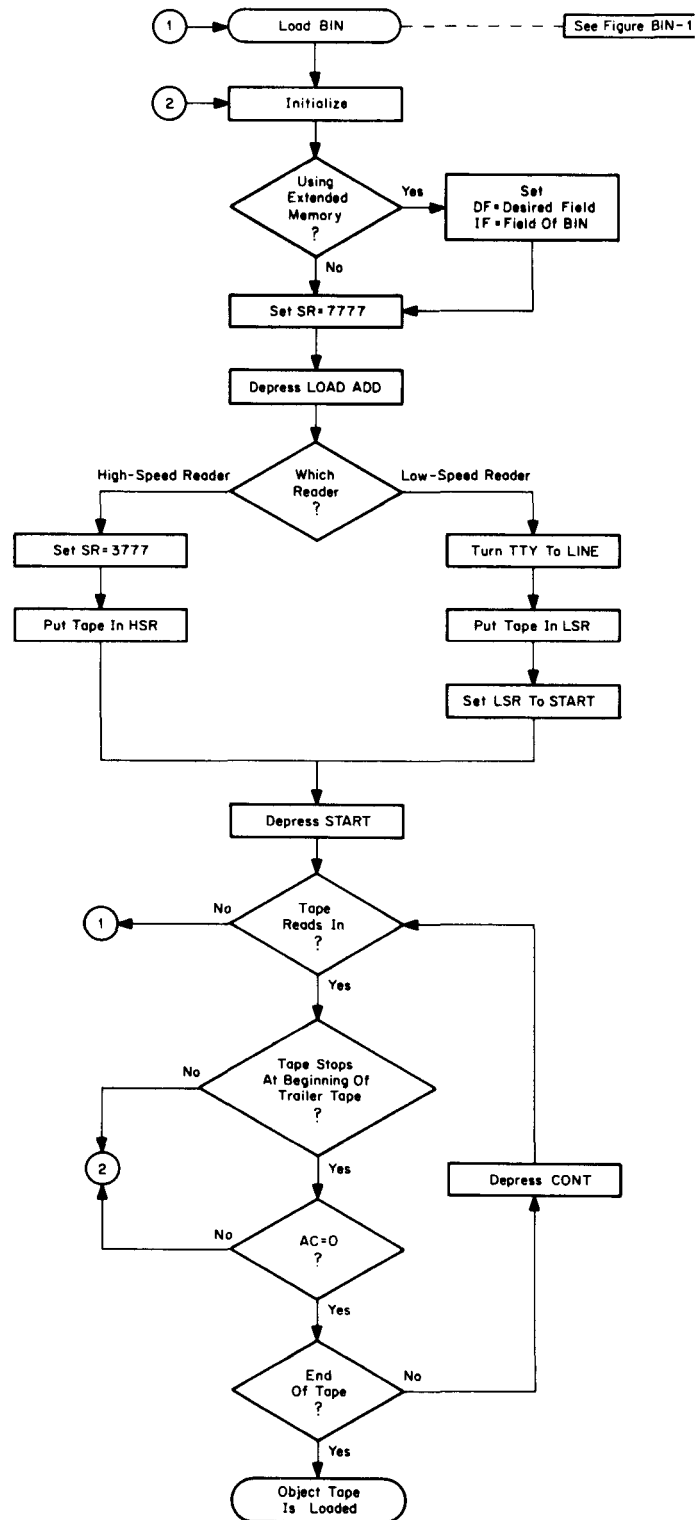 1
Load BIN
See Figure BIN-1
2
Initialize
Using
Extended
Memory
?
Yes
Set
DF=Desired Field
IF=Field Of BIN
No
Set SR=7777
Depress LOAD ADD
High-Speed Reader
Which
Reader
?
Low-Speed Reader
Set SR=3777
Turn TTY To LINE
Put Tape In HSR
Put Tape In LSR
Set LSR To START
Depress START
1
No
Tape
Reads In
?
Yes
No
Tape Stops
At Beginning Of
Trailer Tape
?
2
Yes
Depress CONT
No
AC=0
?
Yes
End
Of Tape
?
No
Yes
Object Tape
Is Loaded